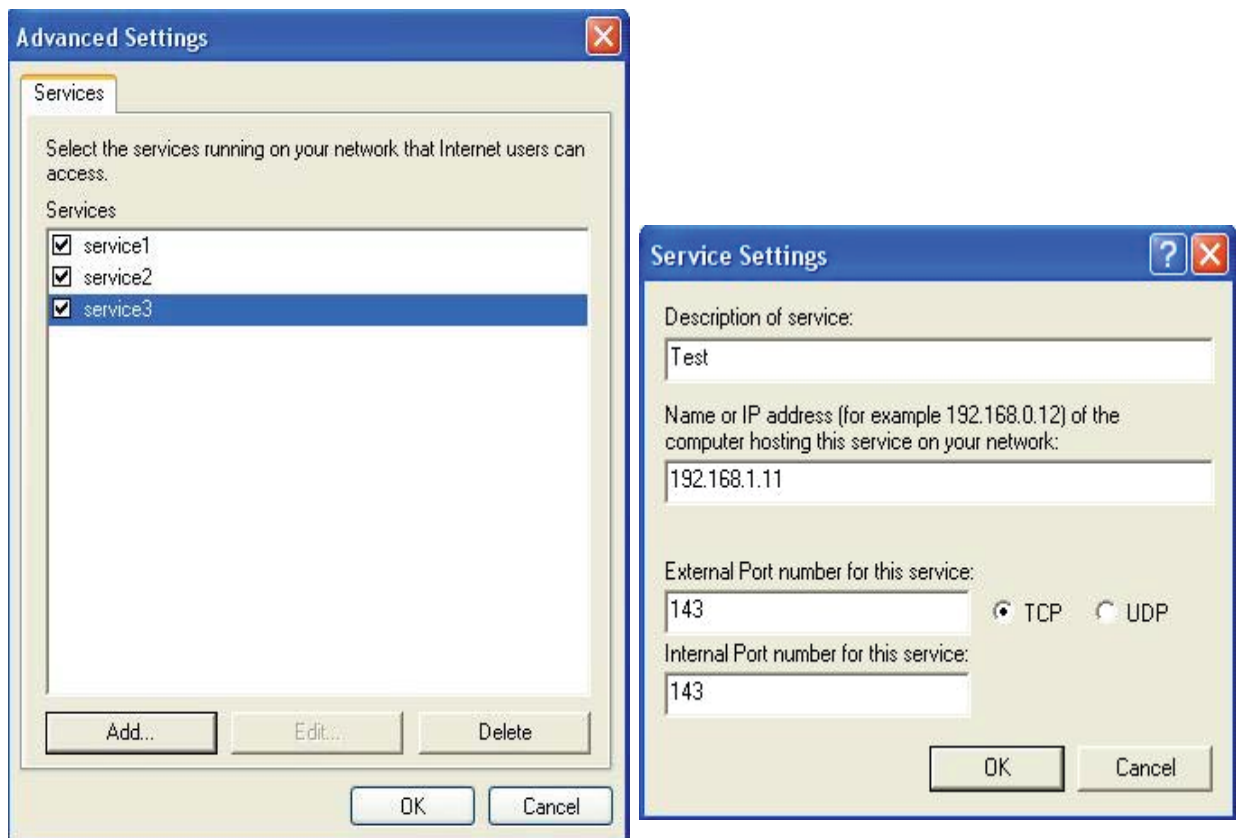 Advanced Settings
Services
Select the services running on your network that Internet users can
access.
Services
service1
service2
service3
Add...
Edit...
Delete
OK
Cancel
Service Settings
?
Description of service:
Test
Name or IP address (for example 192.168.0.12) of the
computer hosting this service on your network:
192.168.1.11
External Port number for this service:
143
TCP
UDP
Internal Port number for this service:
143
OK
Cancel